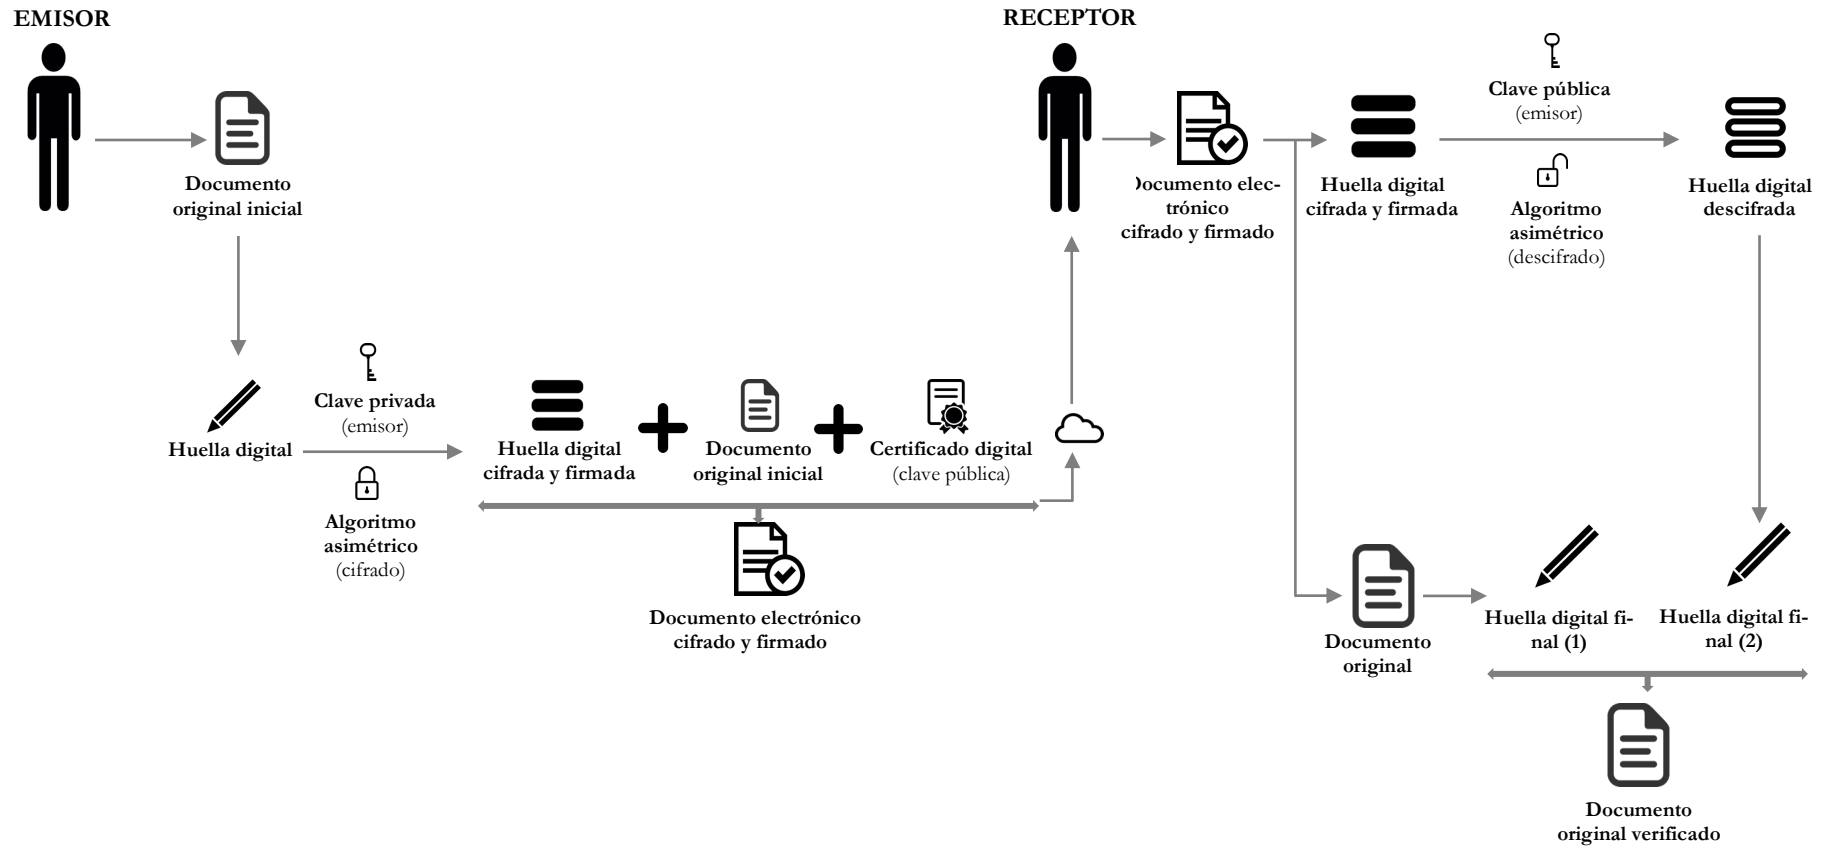 EMISOR
Documento
original inicial
Huella digital
Clave privada
(emisor)
Algoritmo
asimétrico
(cifrado)
Huella digital
cifrada y firmada
Documento
original inicial
Certificado digital
(clave pública)
Documento electrónico
cifrado y firmado
RECEPTOR
Documento elec-
trónico
cifrado y firmado
Huella digital
cifrada y firmada
Clave pública
(emisor)
Algoritmo
asimétrico
(descifrado)
Huella digital
descifrada
Documento
original
Huella digital fi-
nal (1)
Huella digital fi-
nal (2)
Documento
original verificado